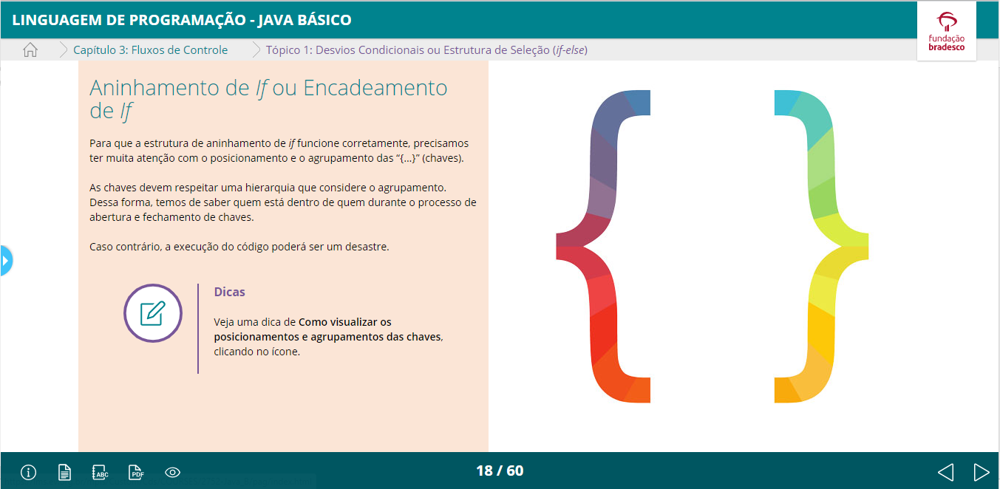 LINGUAGEM DE PROGRAMAÇÃO - JAVA BÁSICO
fundação
bradesco
Capítulo 3: Fluxos de Controle
Tópico 1: Desvios Condicionais ou Estrutura de Seleção (if-else)
Aninhamento de If ou Encadeamento
de If
Para que a estrutura de aninhamento de if funcione corretamente, precisamos
ter muita atenção com o posicionamento e o agrupamento das “{...}” (chaves).
As chaves devem respeitar uma hierarquia que considere o agrupamento.
Dessa forma, temos de saber quem está dentro de quem durante o processo de
abertura e fechamento de chaves.
Caso contrário, a execução do código poderá ser um desastre.
Dicas
Veja uma dica de Como visualizar os
posicionamentos e agrupamentos das chaves,
clicando no ícone.
{ }
ABC
PDF
18 / 60